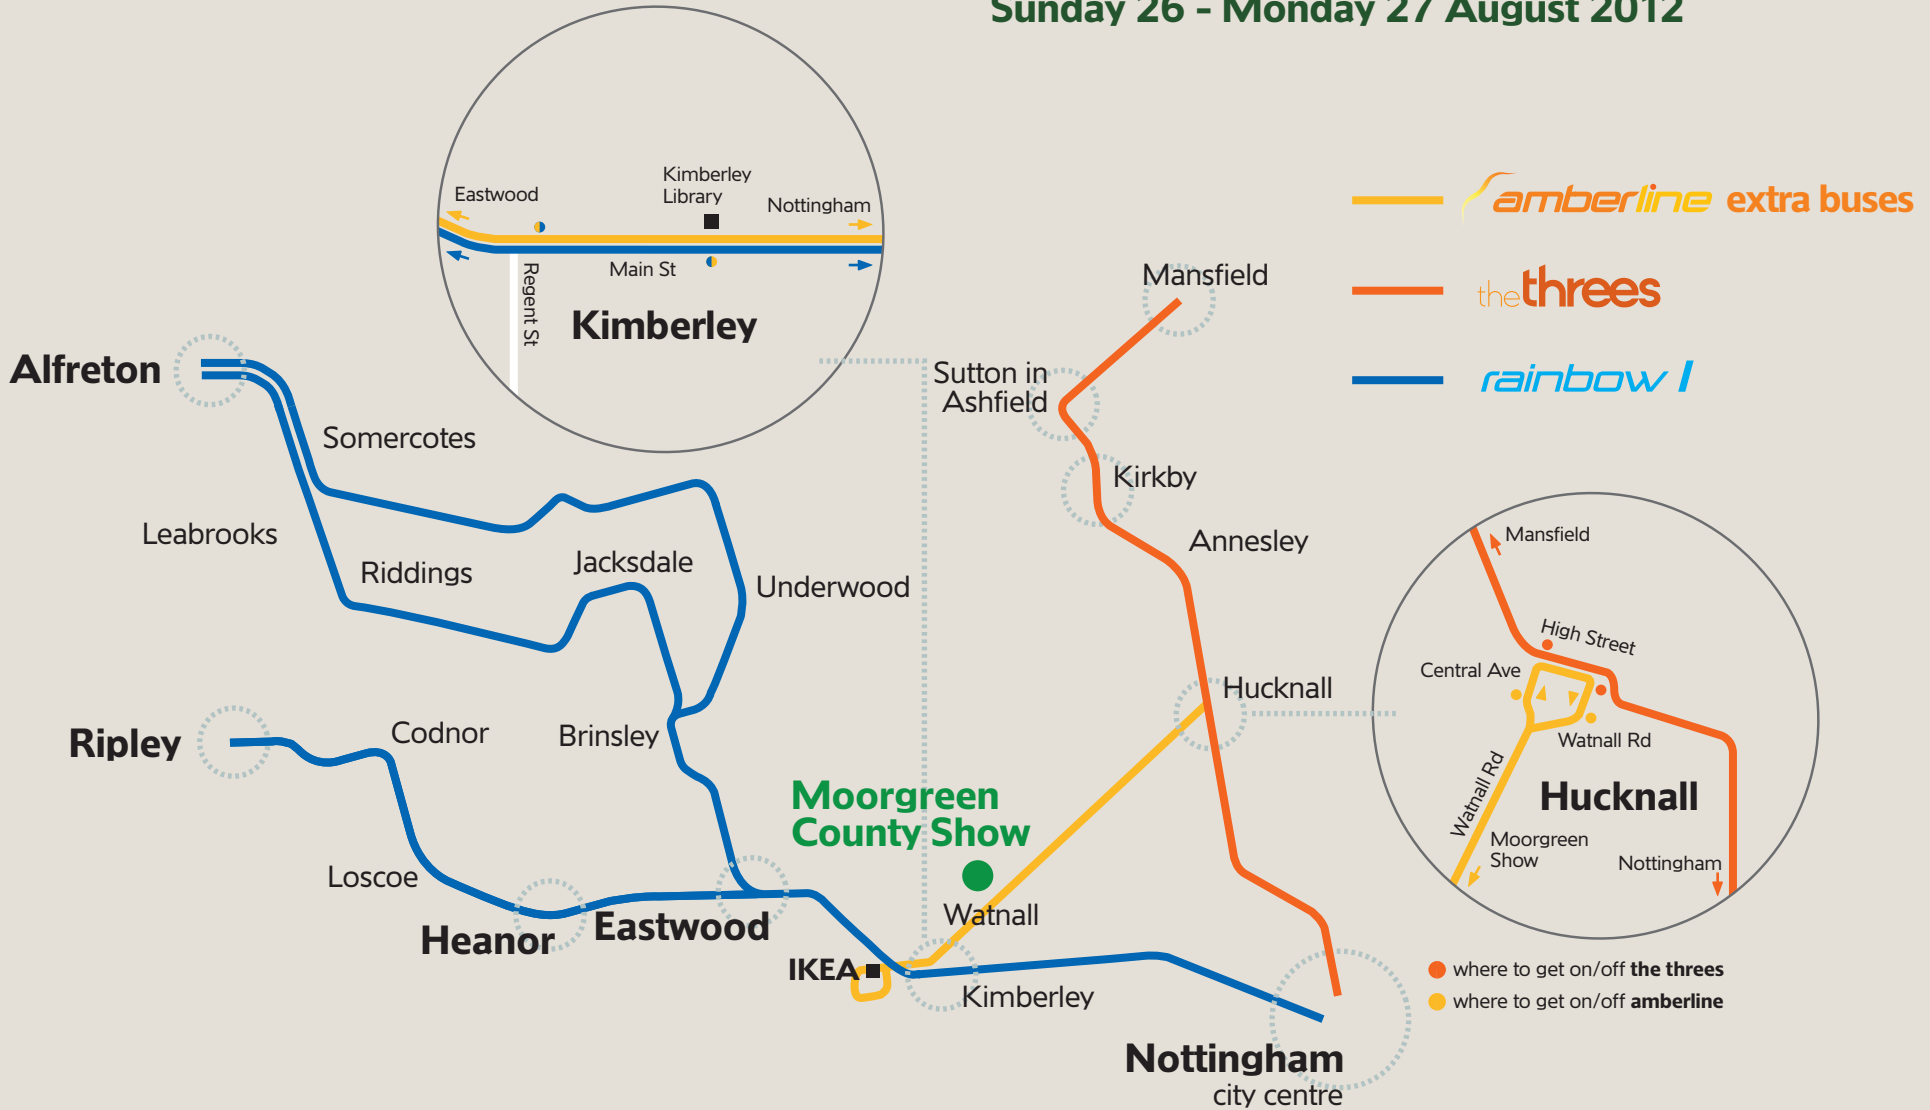 Sunday 26 - Monday 27 August 2012
Eastwood
Kimberley
Library
Nottingham
Main St
Regent St
Kimberley
amberline extra buses
the threes
rainbow 1
Mansfield
Sutton in
Ashfield
Kirkby
Annesley
Hucknall
Alfreton
Somercotes
Leabrooks
Riddings
Jacksdale
Underwood
Brinsley
Ripley
Codnor
Loscoe
Heanor
Eastwood
Moorgreen
County Show
Watnall
IKEA
Kimberley
Nottingham
city centre
Mansfield
High Street
Central Ave
Watnall Rd
Watnall Rd
Hucknall
Moorgreen
Show
Nottingham
where to get on/off the threes
where to get on/off amberline